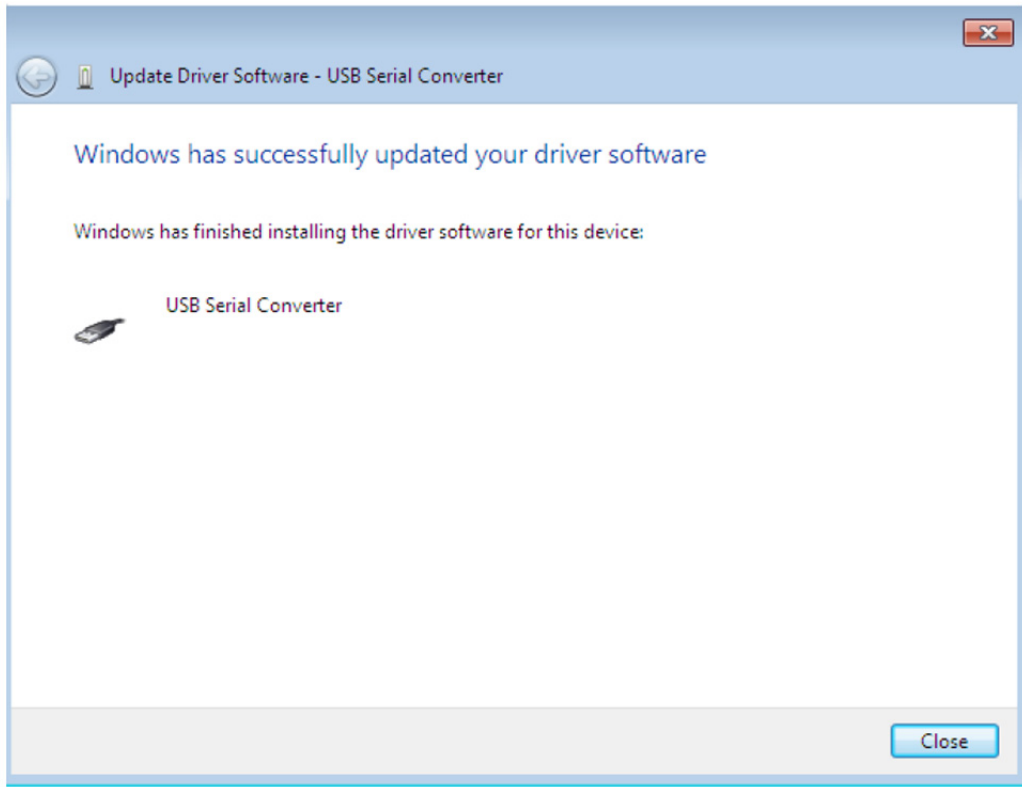 Update Driver Software - USB Serial Converter
Windows has successfully updated your driver software
Windows has finished installing the driver software for this device:
USB Serial Converter
Close